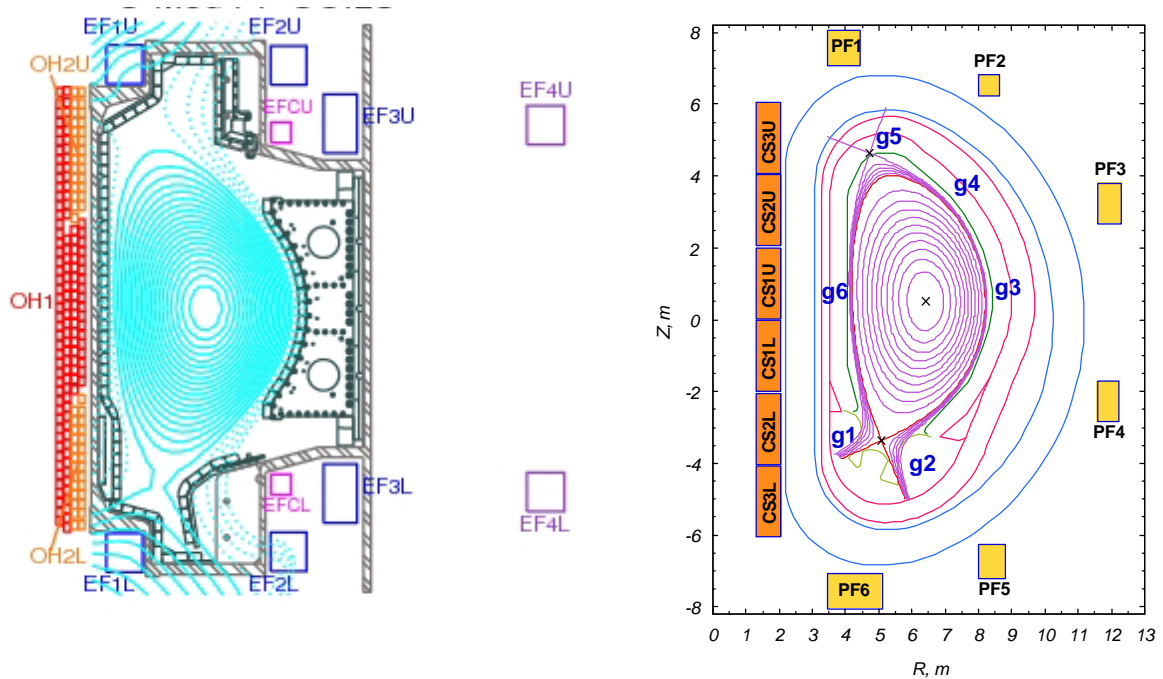 EF1U
EF2U
OH2U
EFCU
EF3U
EF4U
OH1
EFCL
EF3L
EF4L
OH2L
EF1L
EF2L
8
6
4
2
0
-2
-4
-6
-8
Z, m
PF1
PF2
PF3
PF4
PF5
PF6
CS3U
CS2U
CS1U
CS1L
CS2L
CS3L
g5
g4
g6
g3
g1
g2
0 1 2 3 4 5 6 7 8 9 10 11 12 13
R, m